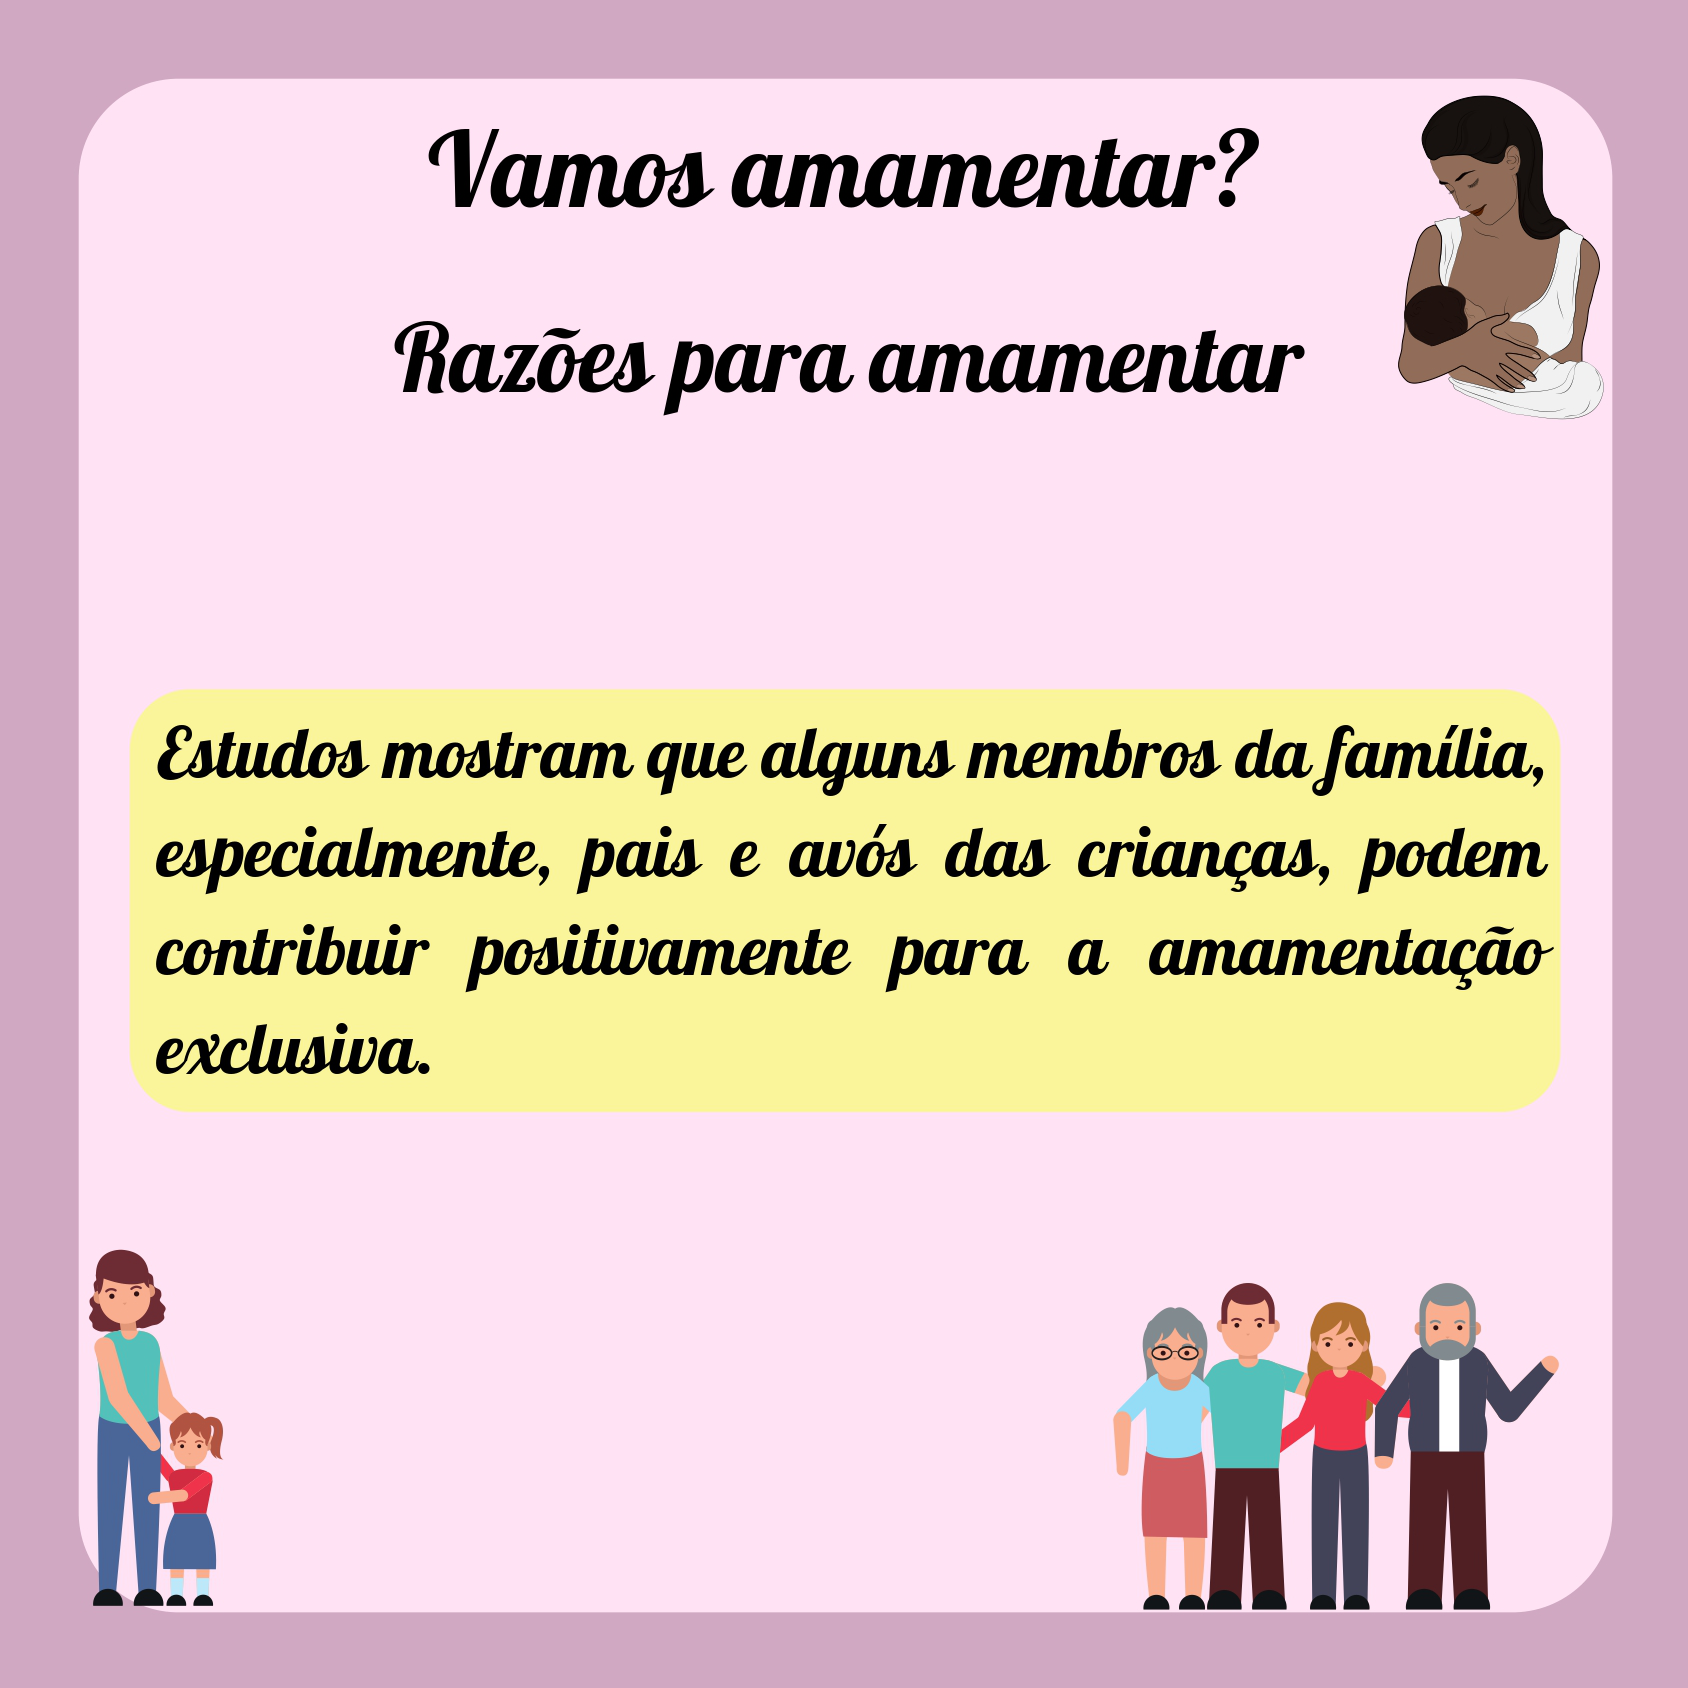 Vamos amamentar?
Razões para amamentar
Estudos mostram que alguns membros da família,
especialmente, pais e avós das crianças, podem
contribuir positivamente para a amamentação
exclusiva.